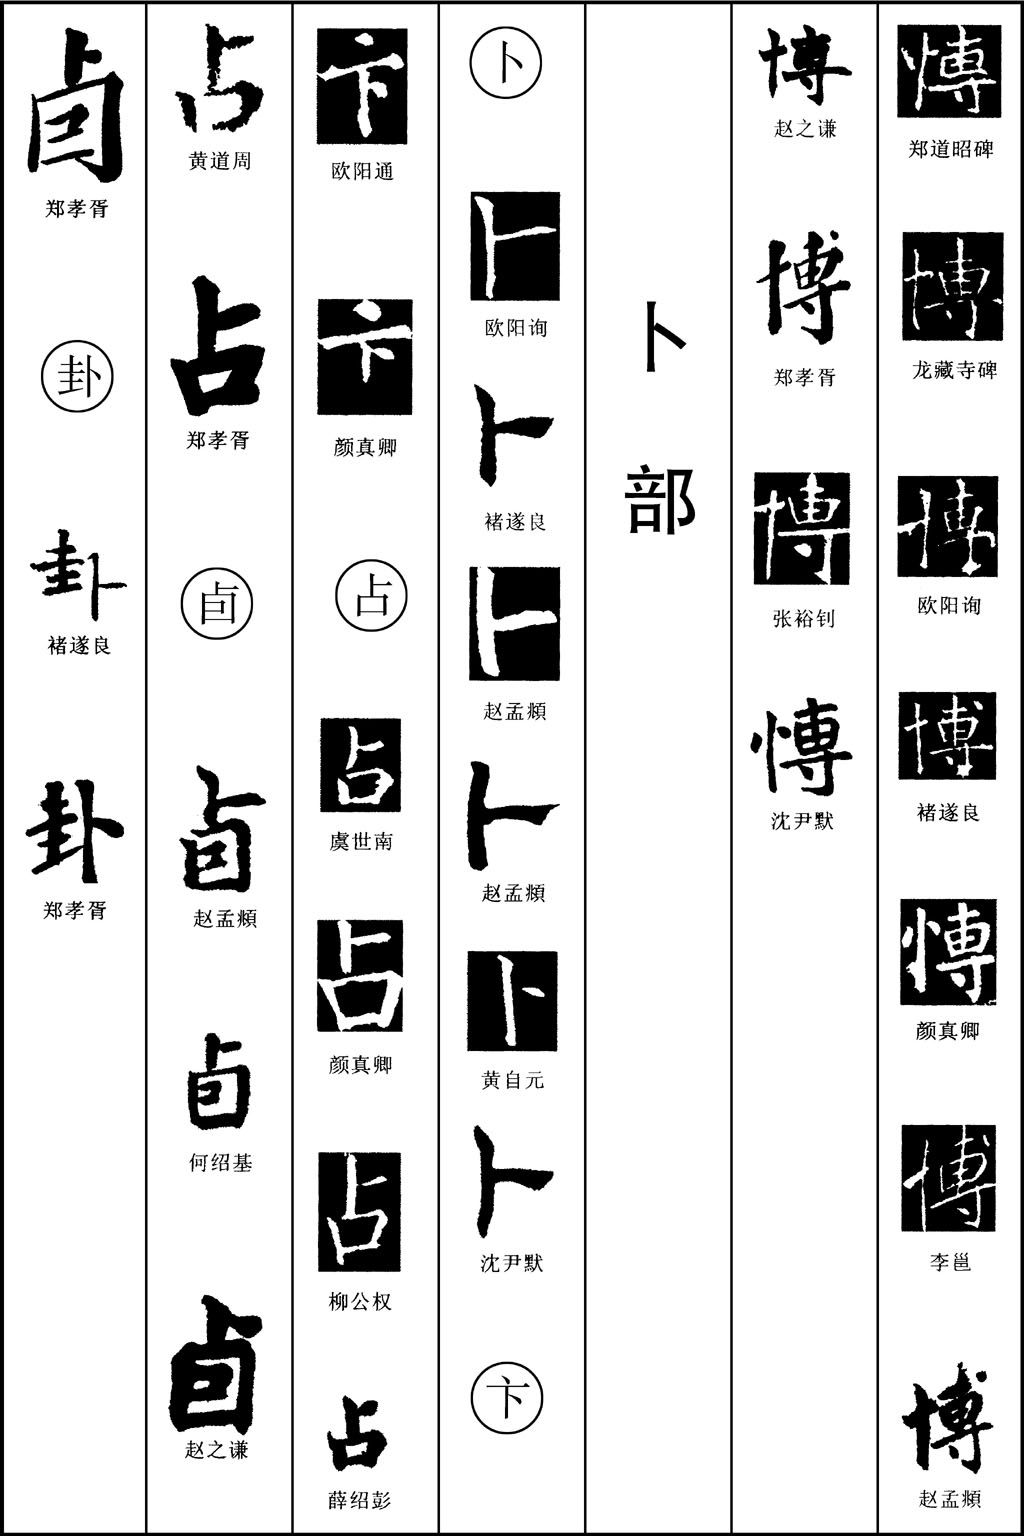 博
郑道昭碑
博
龙藏寺碑
博
欧阳询
博
褚遂良
博
颜真卿
博
李邕
博
赵孟頫
博
赵之谦
博
郑孝胥
博
张裕钊
博
沈尹默
卜部
卜
卜
欧阳询
卜
褚遂良
卜
赵孟頫
卜
赵孟頫
卜
黄自元
卜
沈尹默
卞
卞
欧阳通
卞
颜真卿
占
占
虞世南
占
颜真卿
占
柳公权
占
薛绍彭
占
黄道周
占
郑孝胥
卣
卣
赵孟頫
卣
何绍基
卣
赵之谦
卣
郑孝胥
卦
卦
褚遂良
卦
郑孝胥